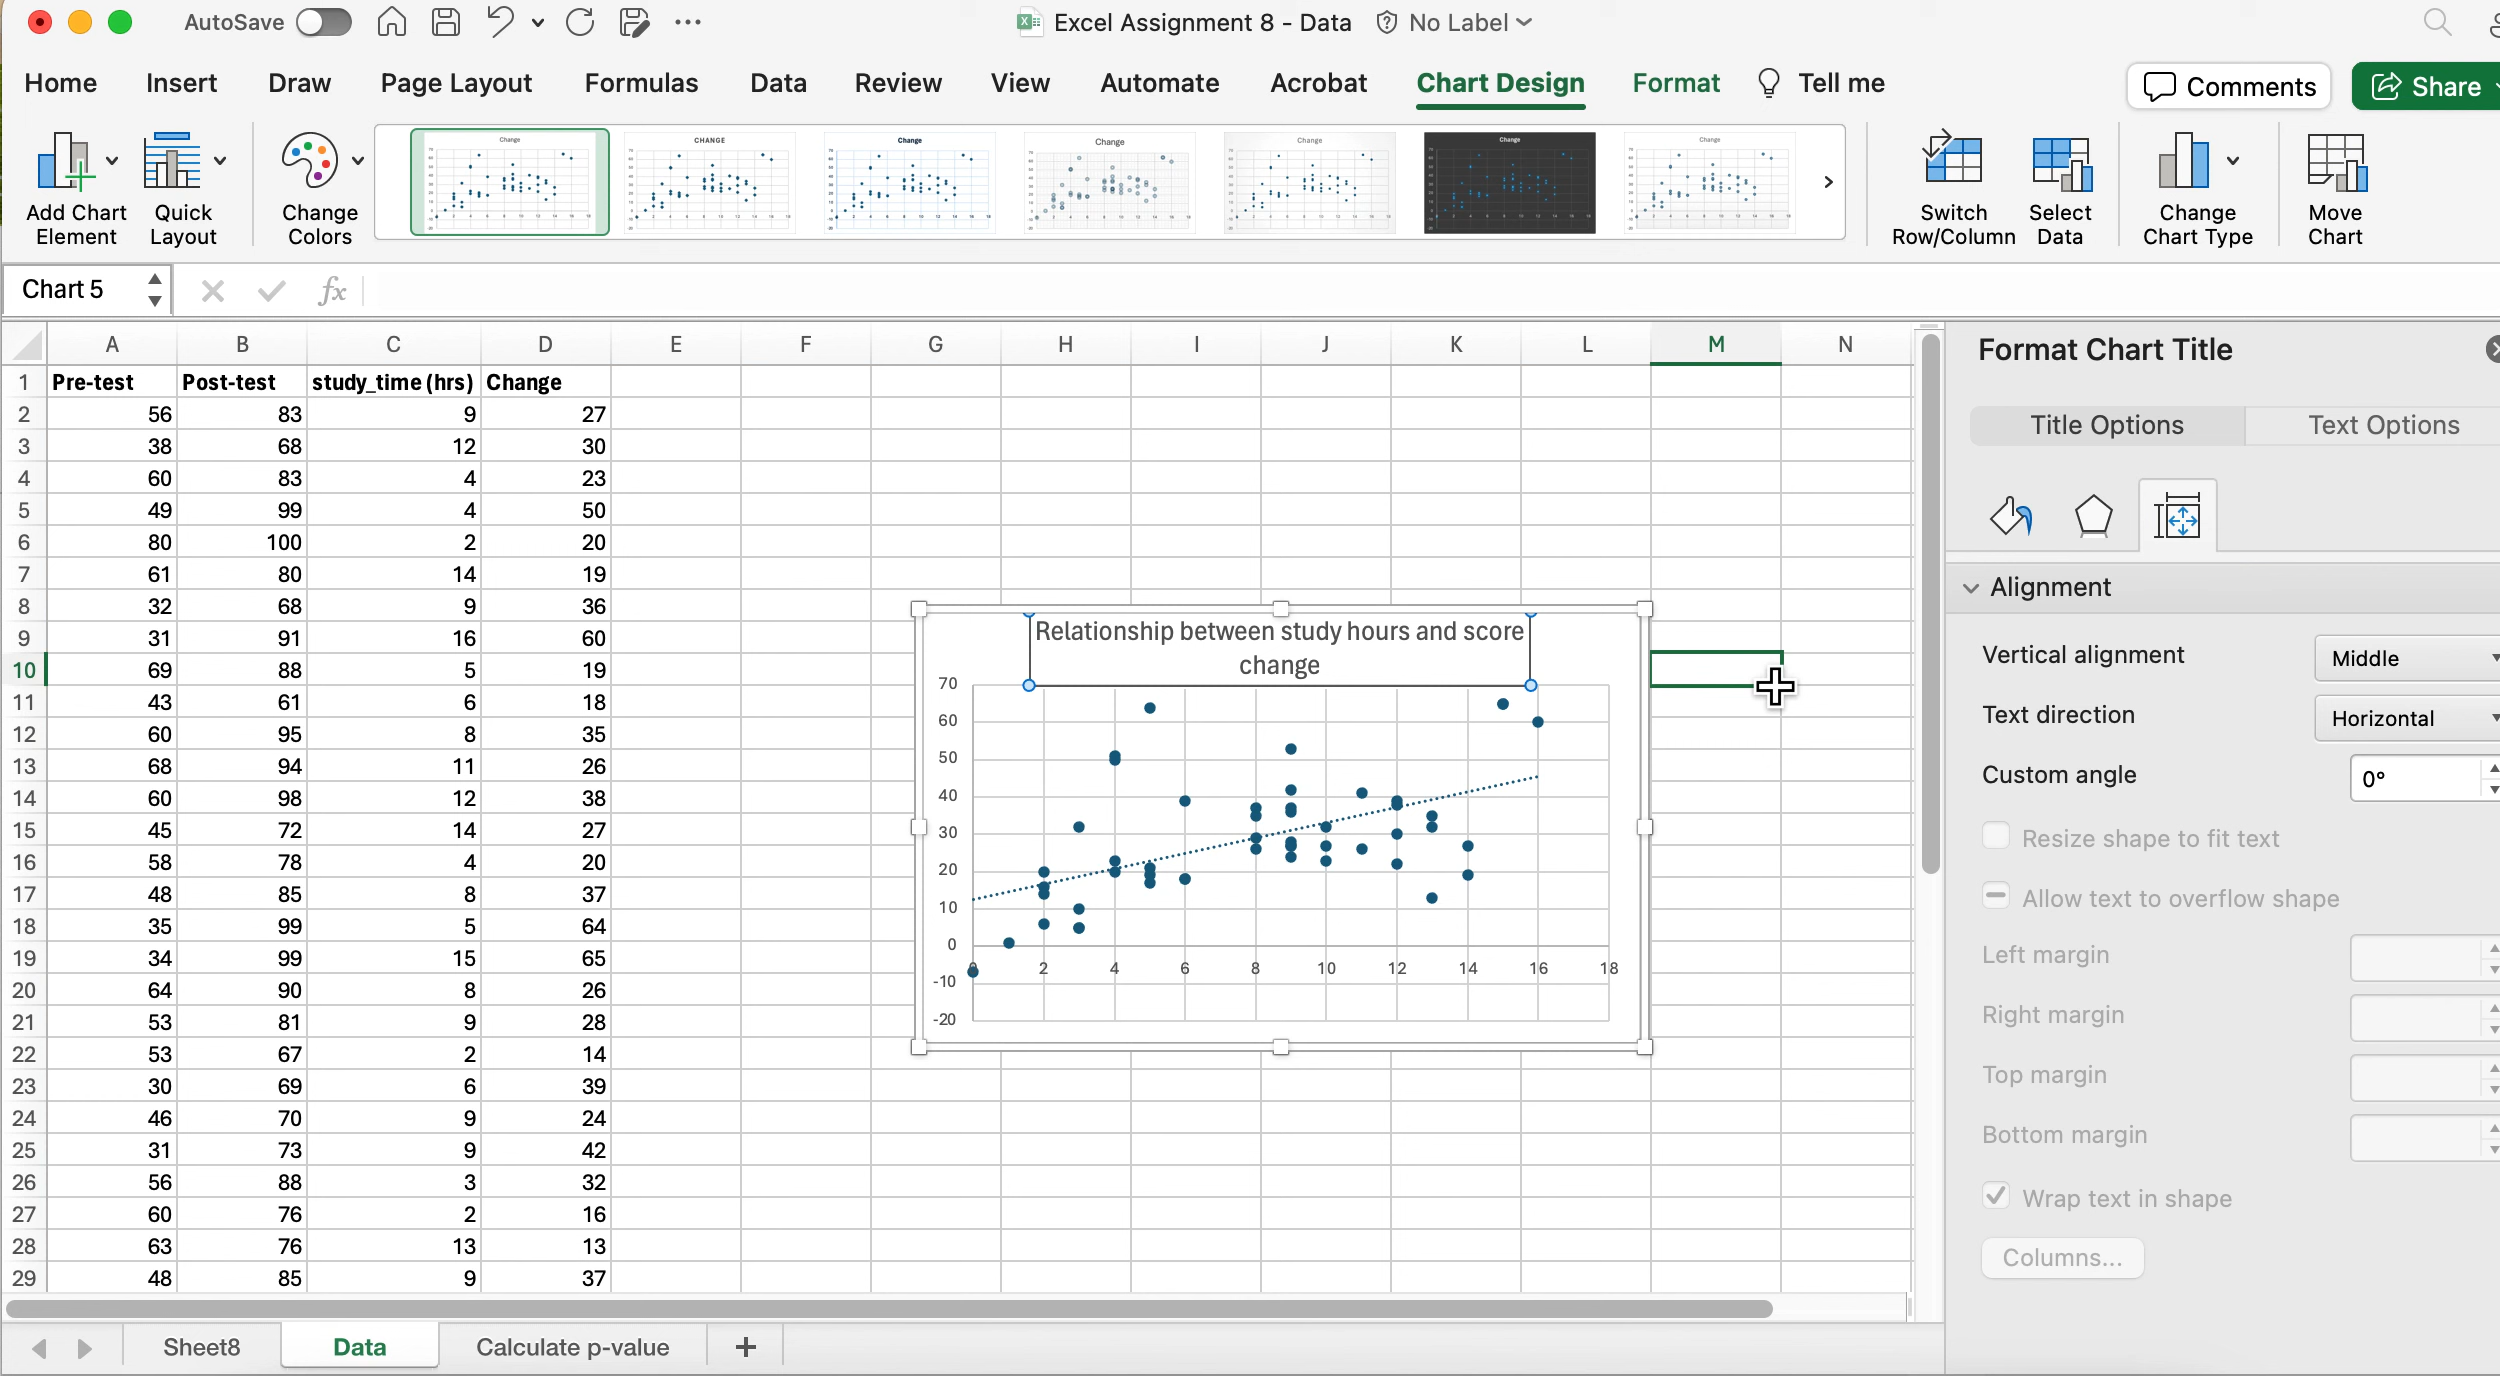 AutoSave
Excel Assignment 8 - Data
No Label
Home Insert Draw Page Layout Formulas Data Review View Automate Acrobat Chart Design Format Tell me
Comments Share
Add Chart Element
Quick Layout
Change Colors
Change
CHANGE
Change
Change
Change
Change
Change
Switch Row/Column
Select Data
Change Chart Type
Move Chart
Chart 5
fx
A B C D E F G H I J K L M N
1 Pre-test Post-test study_time (hrs) Change
2 56 83 9 27
3 38 68 12 30
4 60 83 4 23
5 49 99 4 50
6 80 100 2 20
7 61 80 14 19
8 32 68 9 36
9 31 91 16 60
10 69 88 5 19
11 43 61 6 18
12 60 95 8 35
13 68 94 11 26
14 60 98 12 38
15 45 72 14 27
16 58 78 4 20
17 48 85 8 37
18 35 99 5 64
19 34 99 15 65
20 64 90 8 26
21 53 81 9 28
22 53 67 2 14
23 30 69 6 39
24 46 70 9 24
25 31 73 9 42
26 56 88 3 32
27 60 76 2 16
28 63 76 13 13
29 48 85 9 37
Relationship between study hours and score
change
70
60
50
40
30
20
10
0
-10
-20
2 4 6 8 10 12 14 16 18
Format Chart Title
Title Options Text Options
Alignment
Vertical alignment Middle
Text direction Horizontal
Custom angle 0°
Resize shape to fit text
Allow text to overflow shape
Left margin
Right margin
Top margin
Bottom margin
Wrap text in shape
Columns...
Sheet8 Data Calculate p-value +